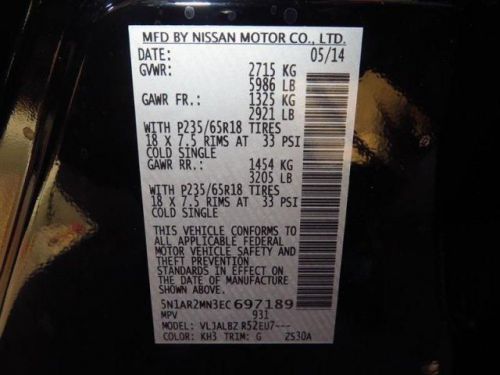 MFD BY NISSAN MOTOR CO., LTD.
DATE: 05/14
GVWR: 2715 KG
5986 LB
GAWR FR.: 1325 KG
2921 LB
WITH P235/65R18 TIRES
18 X 7.5 RIMS AT 33 PSI
COLD SINGLE
GAWR RR.: 1454 KG
3205 LB
WITH P235/65R18 TIRES
18 X 7.5 RIMS AT 33 PSI
COLD SINGLE
THIS VEHICLE CONFORMS TO
ALL APPLICABLE FEDERAL
MOTOR VEHICLE SAFETY AND
THEFT PREVENTION
STANDARDS IN EFFECT ON
THE DATE OF MANUFACTURE
SHOWN ABOVE
5N1AR2MN3EC697189
MPV 931
MODEL: VLJALBZ R52EU7---
COLOR: KH3 TRIM: G ZS30A